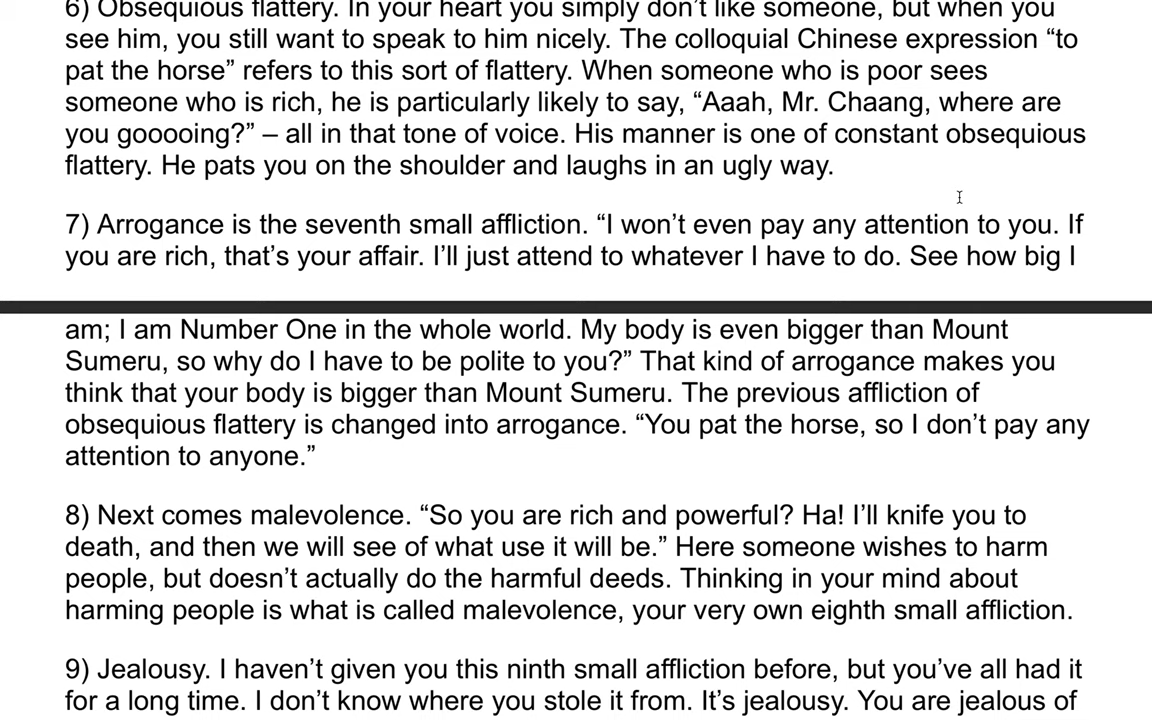 6) Obsequious flattery. In your heart you simply don’t like someone, but when you
see him, you still want to speak to him nicely. The colloquial Chinese expression “to
pat the horse” refers to this sort of flattery. When someone who is poor sees
someone who is rich, he is particularly likely to say, “Aaah, Mr. Chaang, where are
you gooooing?” – all in that tone of voice. His manner is one of constant obsequious
flattery. He pats you on the shoulder and laughs in an ugly way.
7) Arrogance is the seventh small affliction. “I won’t even pay any attention to you. If
you are rich, that’s your affair. I’ll just attend to whatever I have to do. See how big I
am; I am Number One in the whole world. My body is even bigger than Mount
Sumeru, so why do I have to be polite to you?” That kind of arrogance makes you
think that your body is bigger than Mount Sumeru. The previous affliction of
obsequious flattery is changed into arrogance. “You pat the horse, so I don’t pay any
attention to anyone.”
8) Next comes malevolence. “So you are rich and powerful? Ha! I’ll knife you to
death, and then we will see of what use it will be.” Here someone wishes to harm
people, but doesn’t actually do the harmful deeds. Thinking in your mind about
harming people is what is called malevolence, your very own eighth small affliction.
9) Jealousy. I haven’t given you this ninth small affliction before, but you’ve all had it
for a long time. I don’t know where you stole it from. It’s jealousy. You are jealous of